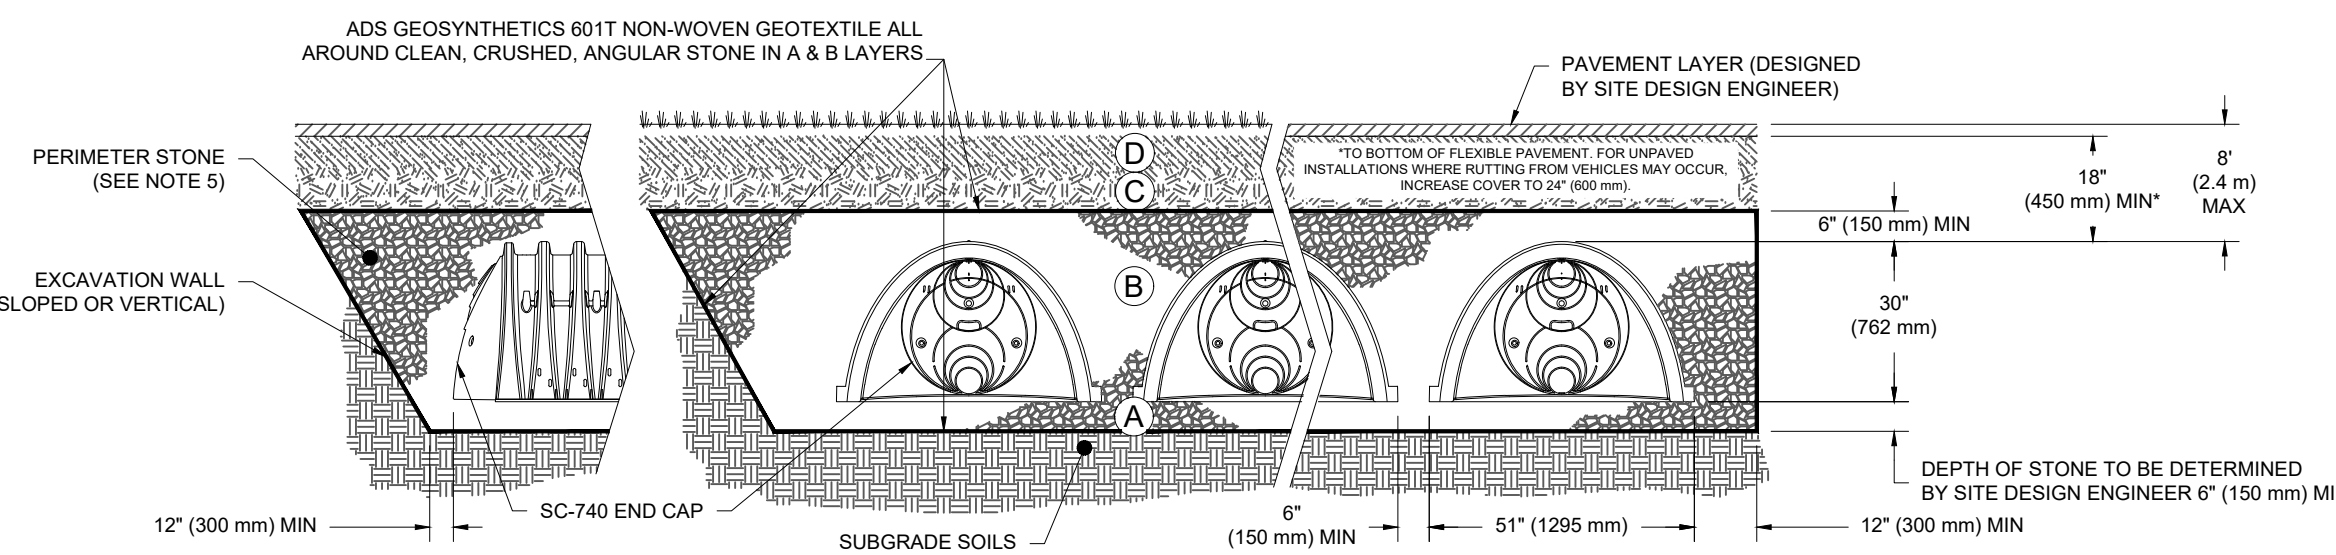 ADS GEOSYNTHETICS 601T NON-WOVEN GEOTEXTILE ALL
AROUND CLEAN, CRUSHED, ANGULAR STONE IN A & B LAYERS
PAVEMENT LAYER (DESIGNED
BY SITE DESIGN ENGINEER)
PERIMETER STONE
(SEE NOTE 5)
EXCAVATION WALL
SLOPED OR VERTICAL)
D
C
B
A
*TO BOTTOM OF FLEXIBLE PAVEMENT. FOR UNPAVED
INSTALLATIONS WHERE RUTTING FROM VEHICLES MAY OCCUR,
INCREASE COVER TO 24" (600 mm).
18"
(450 mm) MIN*
8'
(2.4 m)
MAX
6" (150 mm) MIN
30"
(762 mm)
DEPTH OF STONE TO BE DETERMINED
BY SITE DESIGN ENGINEER 6" (150 mm) MI
12" (300 mm) MIN
SC-740 END CAP
SUBGRADE SOILS
6"
(150 mm) MIN
51" (1295 mm)
12" (300 mm) MIN